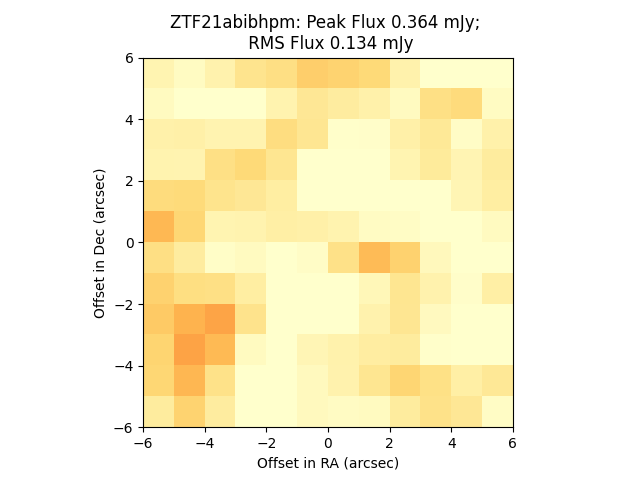 ZTF21abibhpm: Peak Flux 0.364 mJy;
RMS Flux 0.134 mJy
6
4
2
0
−2
−4
−6
Offset in Dec (arcsec)
−6 −4 −2 0 2 4 6
Offset in RA (arcsec)